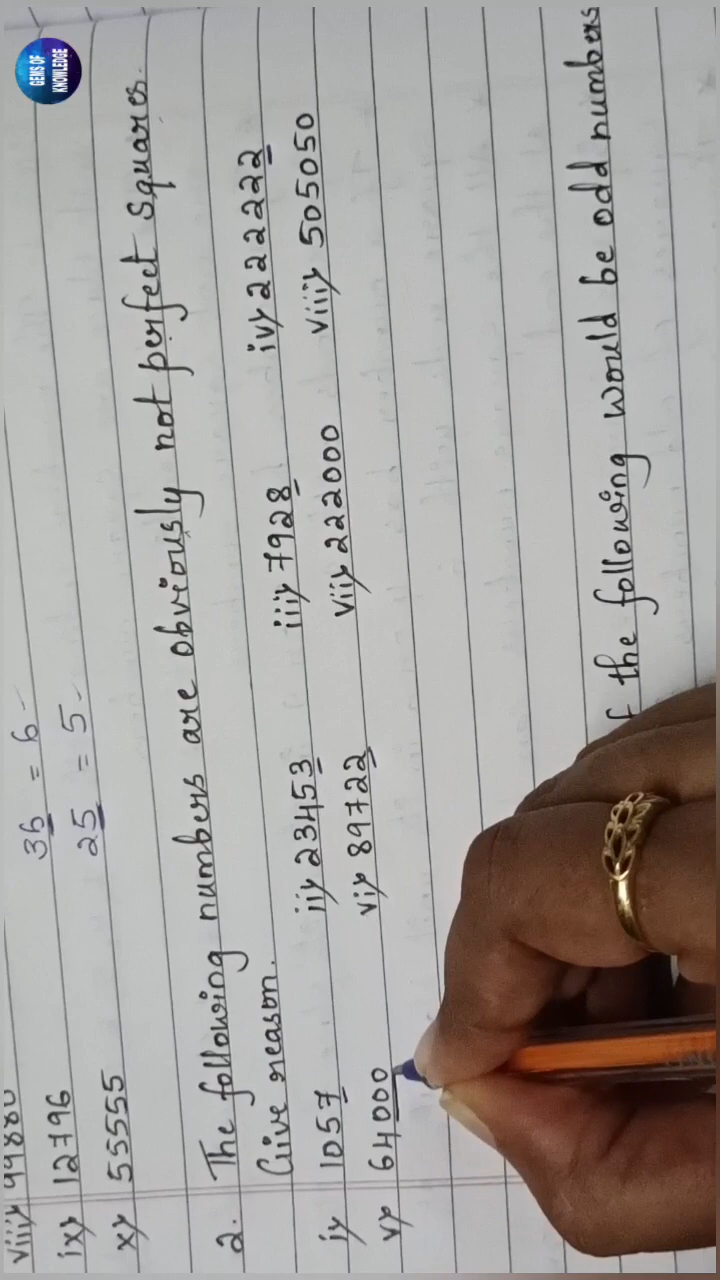 GEMS OF
KNOWLEDGE
viii) 99880
36 = 6
ix) 12796
25 = 5
x) 55555
2. The following numbers are obviously not perfect squares.
Give reason.
i) 1057 ii) 23453 iii) 7928 iv) 222222
v) 64000 vi) 89722 vii) 222000 viii) 505050
the following would be odd numbers